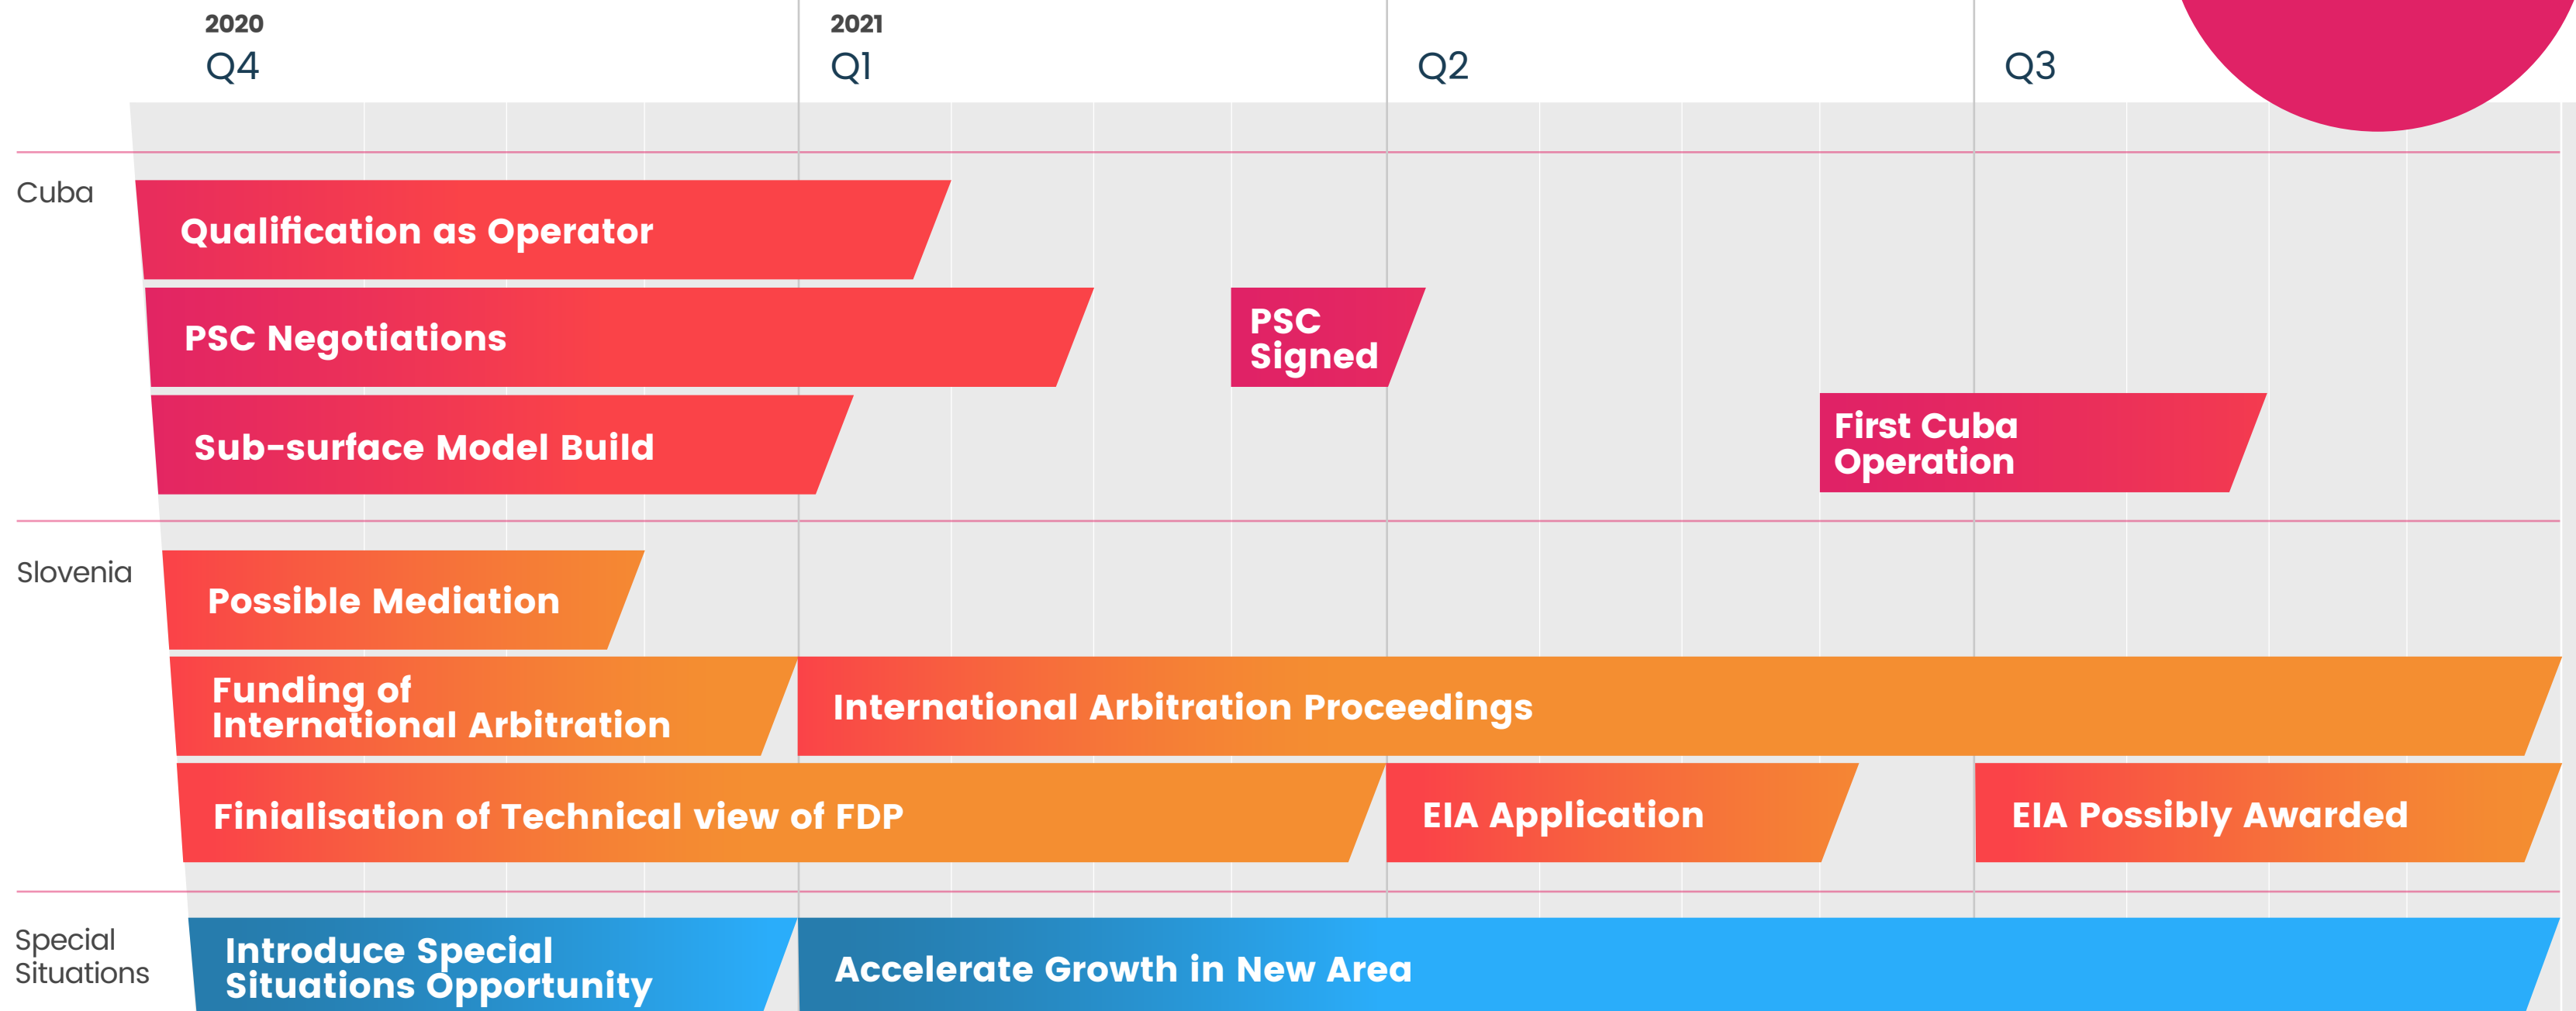 2020
Q4
2021
Q1
Q2
Q3
Cuba
Qualification as Operator
PSC Negotiations
PSC
Signed
Sub-surface Model Build
First Cuba
Operation
Slovenia
Possible Mediation
Funding of
International Arbitration
International Arbitration Proceedings
Finialisation of Technical view of FDP
EIA Application
EIA Possibly Awarded
Special
Situations
Introduce Special
Situations Opportunity
Accelerate Growth in New Area